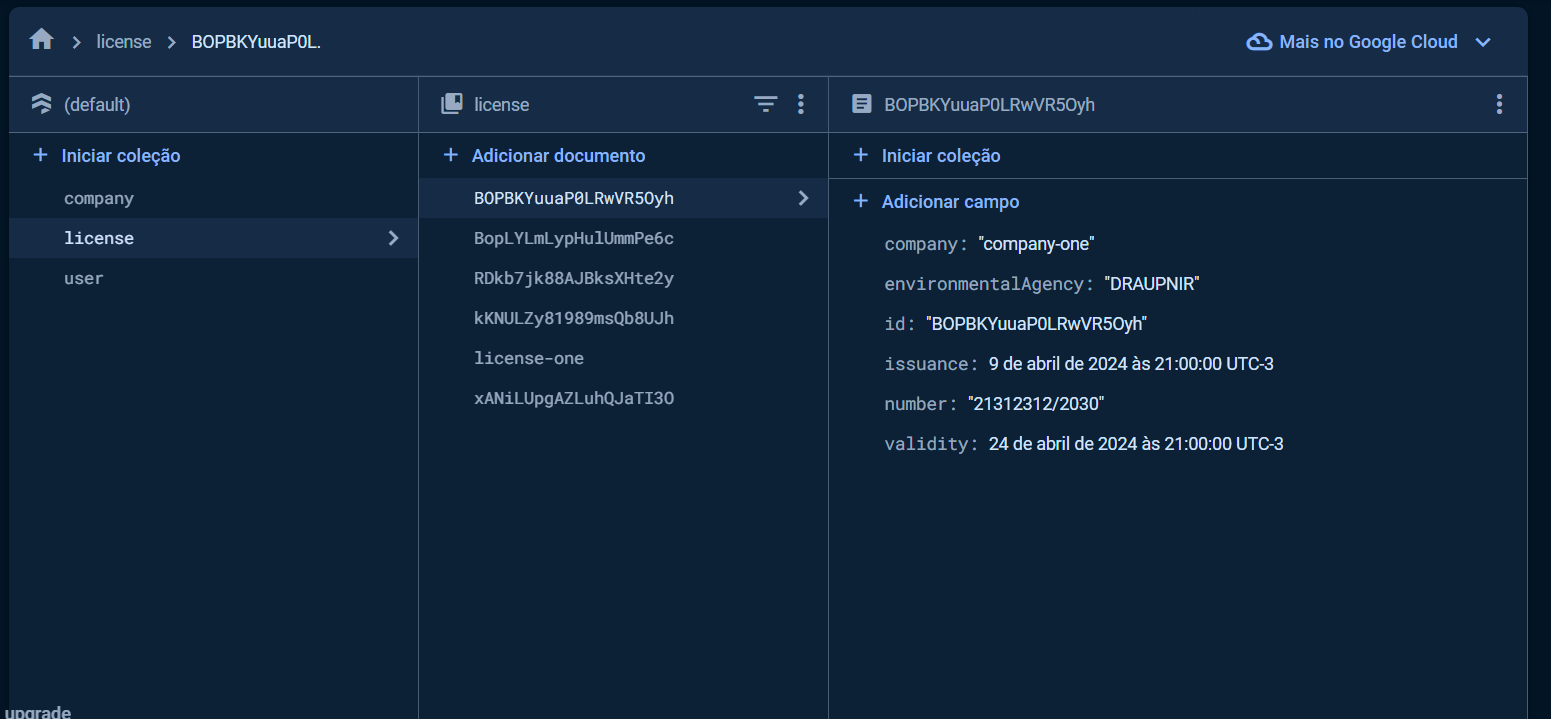 license
BOPBKYuuaP0L.
Mais no Google Cloud
(default)
license
BOPBKYuuaP0LRwVR5Oyh
Iniciar coleção
Adicionar documento
Iniciar coleção
company
license
user
BOPBKYuuaP0LRwVR5Oyh
BopLYLmLypHulUmmPe6c
RDkb7jk88AJBksXHte2y
kKNULZy81989msQb8UJh
license-one
xANiLUpgAZLuhQJaTI3O
Adicionar campo
company: "company-one"
environmentalAgency: "DRAUPNIR"
id: "BOPBKYuuaP0LRwVR5Oyh"
issuance: 9 de abril de 2024 às 21:00:00 UTC-3
number: "21312312/2030"
validity: 24 de abril de 2024 às 21:00:00 UTC-3
upgrade